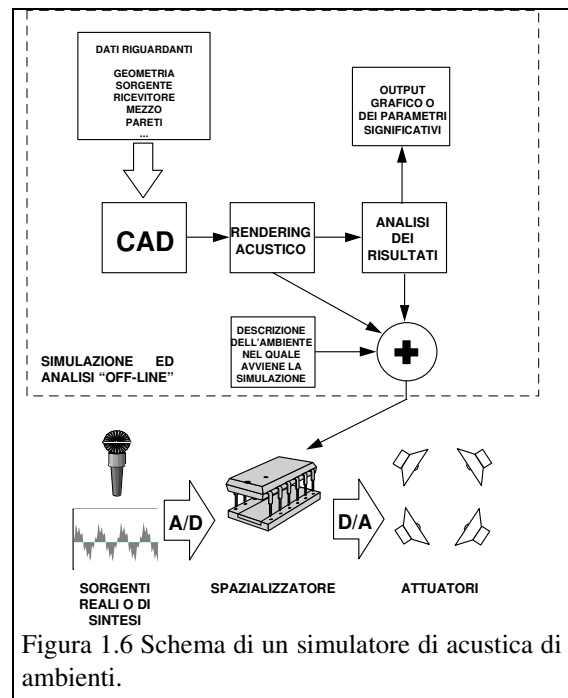 DATI RIGUARDANTI
GEOMETRIA
SORGENTE
RICEVITORE
MEZZO
PARETI
...
OUTPUT
GRAFICO O
DEI PARAMETRI
SIGNIFICATIVI
CAD
RENDERING
ACUSTICO
ANALISI
DEI
RISULTATI
DESCRIZIONE
DELL'AMBIENTE
NEL QUALE
AVVIENE LA
SIMULAZIONE
+
SIMULAZIONE ED
ANALISI “OFF-LINE”
A/D
D/A
SORGENTI
REALI O DI
SINTESI
SPAZIALIZZATORE
ATTUATORI
Figura 1.6 Schema di un simulatore di acustica di
ambienti.